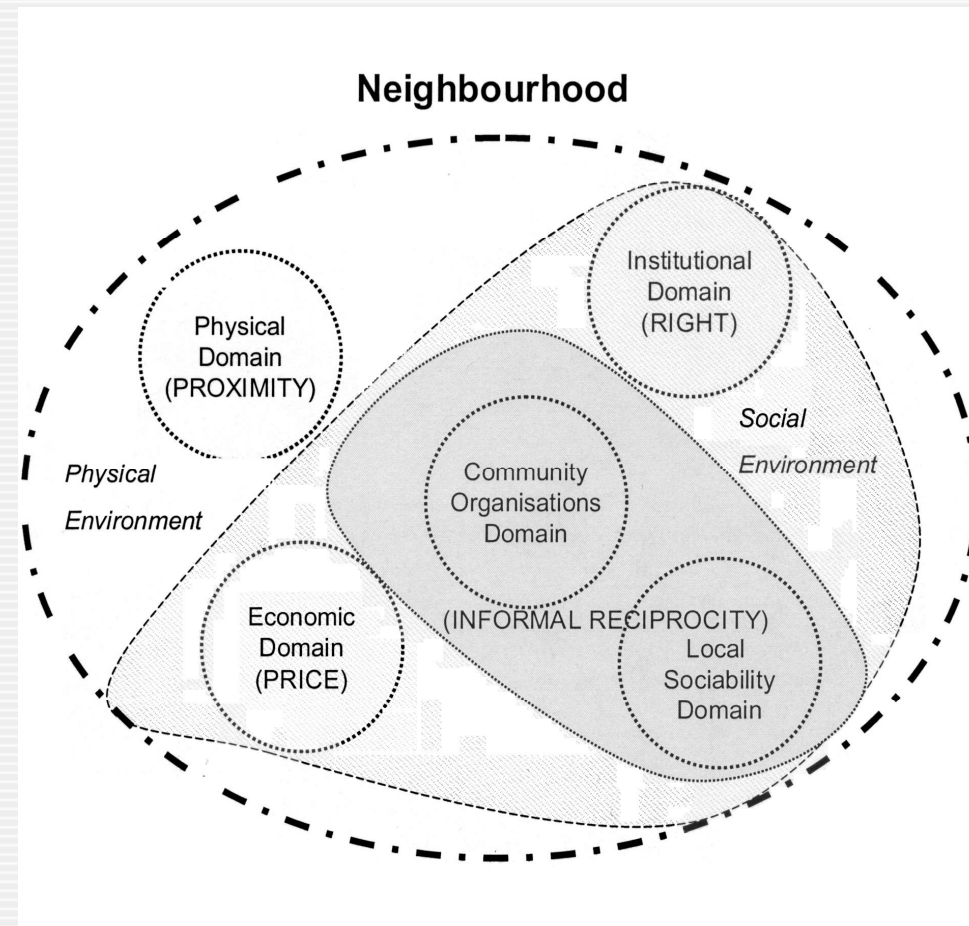 Neighbourhood
Institutional
Domain
(RIGHT)
Physical
Domain
(PROXIMITY)
Social
Environment
Physical
Environment
Community
Organisations
Domain
Economic
Domain
(PRICE)
(INFORMAL RECIPROCITY)
Local
Sociability
Domain